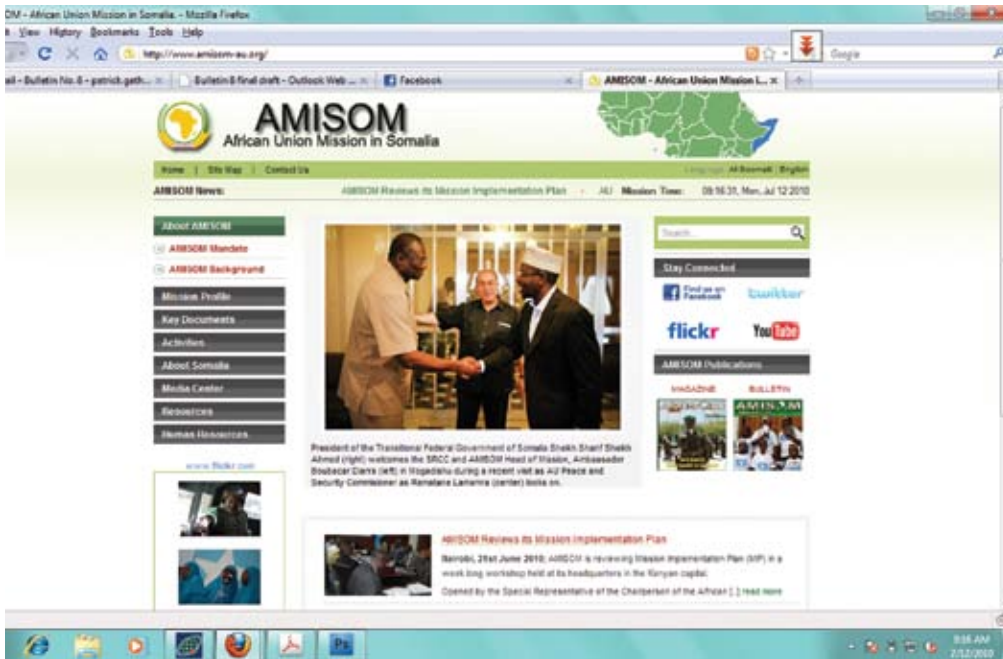 OM - African Union Mission in Somalia. - Mozilla Firefox
View History Bookmarks Tools Help
http://www.amisom-au.org/
Google
ail - Bulletin No. 8 - patrick.gath...
Bulletin 8 final draft - Outlook Web ...
Facebook
AMISOM - African Union Mission i...
AMISOM
African Union Mission in Somalia
Home | Site Map | Contact Us
Language: Af Soomali | English
AMISOM News:
AMISOM Reviews its Mission Implementation Plan - AU
Mission Time: 09:16:31, Mon, Jul 12 2010
About AMISOM
AMISOM Mandate
AMISOM Background
Mission Profile
Key Documents
Activities
About Somalia
Media Center
Resources
Human Resources
www.flickr.com
President of the Transitional Federal Government of Somalia Sheikh Sharif Sheikh
Ahmed (right) welcomes the SRCC and AMISOM Head of Mission, Ambassador
Boubacar Diarra (left) in Mogadishu during a recent visit as AU Peace and
Security Commissioner as Ramatane Lamamra (center) looks on.
AMISOM Reviews its Mission Implementation Plan
Nairobi, 21st June 2010; AMISOM is reviewing Mission Implementation Plan (MIP) in a
week long workshop held at its headquarters in the Kenyan capital.
Opened by the Special Representative of the Chairperson of the African [..] read more
Search...
Stay Connected
Find us on
Facebook
twitter
flickr
YouTube
AMISOM Publications
MAGAZINE
BULLETIN
AMISOM
Ps
9:16 AM
7/12/2010